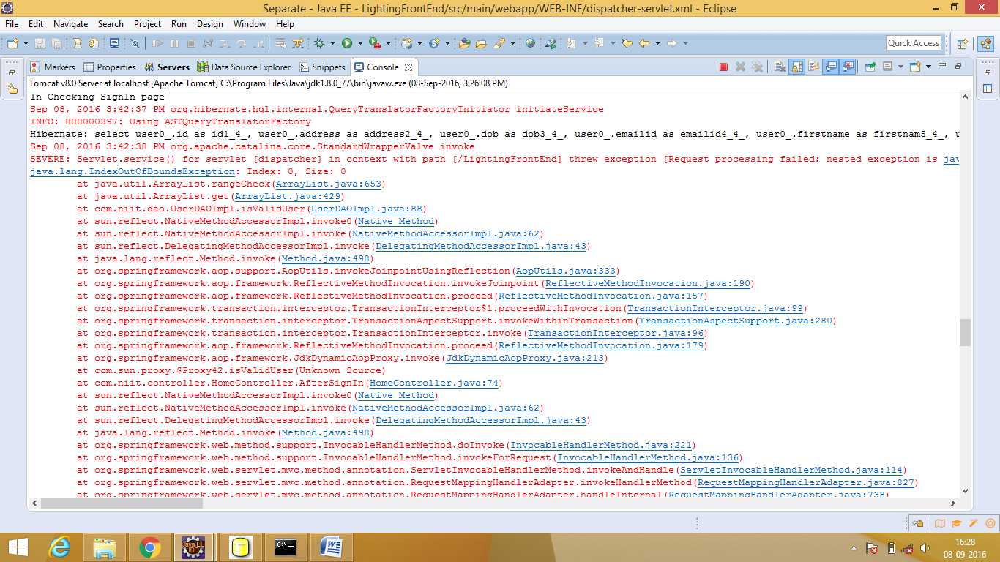 Separate - Java EE - LightingFrontEnd/src/main/webapp/WEB-INF/dispatcher-servlet.xml - Eclipse
File Edit Navigate Search Project Run Design Window Help
Quick Access
Markers Properties Servers Data Source Explorer Snippets Console
Tomcat v8.0 Server at localhost [Apache Tomcat] C:\Program Files\Java\jdk1.8.0_77\bin\javaw.exe (08-Sep-2016, 3:26:08 PM)
In Checking SignIn page
Sep 08, 2016 3:42:37 PM org.hibernate.hql.internal.QueryTranslatorFactoryInitiator initiateService
INFO: HHH000397: Using ASTQueryTranslatorFactory
Hibernate: select user0_.id as id1_4_, user0_.address as address2_4_, user0_.dob as dob3_4_, user0_.emailid as emailid4_4_, user0_.firstname as firstnam5_4_, u
Sep 08, 2016 3:42:38 PM org.apache.catalina.core.StandardWrapperValve invoke
SEVERE: Servlet.service() for servlet [dispatcher] in context with path [/LightingFrontEnd] threw exception [Request processing failed; nested exception is jav
java.lang.IndexOutOfBoundsException: Index: 0, Size: 0
at java.util.ArrayList.rangeCheck(ArrayList.java:653)
at java.util.ArrayList.get(ArrayList.java:429)
at com.niit.dao.UserDAOImpl.isValidUser(UserDAOImpl.java:88)
at sun.reflect.NativeMethodAccessorImpl.invoke0(Native Method)
at sun.reflect.NativeMethodAccessorImpl.invoke(NativeMethodAccessorImpl.java:62)
at sun.reflect.DelegatingMethodAccessorImpl.invoke(DelegatingMethodAccessorImpl.java:43)
at java.lang.reflect.Method.invoke(Method.java:498)
at org.springframework.aop.support.AopUtils.invokeJoinpointUsingReflection(AopUtils.java:333)
at org.springframework.aop.framework.ReflectiveMethodInvocation.invokeJoinpoint(ReflectiveMethodInvocation.java:190)
at org.springframework.aop.framework.ReflectiveMethodInvocation.proceed(ReflectiveMethodInvocation.java:157)
at org.springframework.transaction.interceptor.TransactionInterceptor$1.proceedWithInvocation(TransactionInterceptor.java:99)
at org.springframework.transaction.interceptor.TransactionAspectSupport.invokeWithinTransaction(TransactionAspectSupport.java:280)
at org.springframework.transaction.interceptor.TransactionInterceptor.invoke(TransactionInterceptor.java:96)
at org.springframework.aop.framework.ReflectiveMethodInvocation.proceed(ReflectiveMethodInvocation.java:179)
at org.springframework.aop.framework.JdkDynamicAopProxy.invoke(JdkDynamicAopProxy.java:213)
at com.sun.proxy.$Proxy42.isValidUser(Unknown Source)
at com.niit.controller.HomeController.AfterSignIn(HomeController.java:74)
at sun.reflect.NativeMethodAccessorImpl.invoke0(Native Method)
at sun.reflect.NativeMethodAccessorImpl.invoke(NativeMethodAccessorImpl.java:62)
at sun.reflect.DelegatingMethodAccessorImpl.invoke(DelegatingMethodAccessorImpl.java:43)
at java.lang.reflect.Method.invoke(Method.java:498)
at org.springframework.web.method.support.InvocableHandlerMethod.doInvoke(InvocableHandlerMethod.java:221)
at org.springframework.web.method.support.InvocableHandlerMethod.invokeForRequest(InvocableHandlerMethod.java:136)
at org.springframework.web.servlet.mvc.method.annotation.ServletInvocableHandlerMethod.invokeAndHandle(ServletInvocableHandlerMethod.java:114)
at org.springframework.web.servlet.mvc.method.annotation.RequestMappingHandlerAdapter.invokeHandlerMethod(RequestMappingHandlerAdapter.java:827)
at org.springframework.web.servlet.mvc.method.annotation.RequestMappingHandlerAdapter.handleInternal(RequestMappingHandlerAdapter.java:738)
Java EE
IDE
16:28
08-09-2016